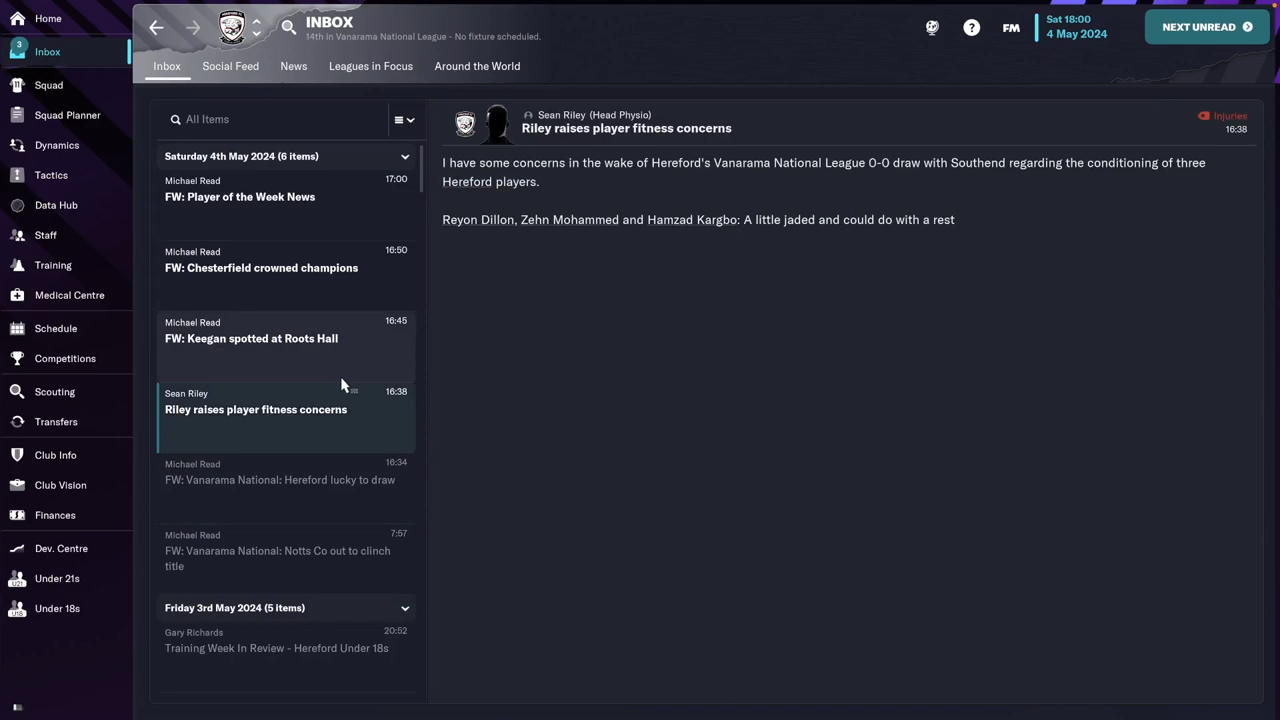 Home
3
Inbox
Squad
Squad Planner
Dynamics
Tactics
Data Hub
Staff
Training
Medical Centre
Schedule
Competitions
Scouting
Transfers
Club Info
Club Vision
Finances
Dev. Centre
U21
Under 21s
U18
Under 18s
INBOX
14th in Vanarama National League - No fixture scheduled.
?
FM
Sat 18:00
4 May 2024
NEXT UNREAD
Inbox
Social Feed
News
Leagues in Focus
Around the World
All Items
Saturday 4th May 2024 (6 items)
Michael Read 17:00
FW: Player of the Week News
Michael Read 16:50
FW: Chesterfield crowned champions
Michael Read 16:45
FW: Keegan spotted at Roots Hall
Sean Riley 16:38
Riley raises player fitness concerns
Michael Read 16:34
FW: Vanarama National: Hereford lucky to draw
Michael Read 7:57
FW: Vanarama National: Notts Co out to clinch
title
Friday 3rd May 2024 (5 items)
Gary Richards 20:52
Training Week In Review - Hereford Under 18s
Sean Riley (Head Physio)
Riley raises player fitness concerns
Injuries
16:38
I have some concerns in the wake of Hereford's Vanarama National League 0-0 draw with Southend regarding the conditioning of three
Hereford players.
Reyon Dillon, Zehn Mohammed and Hamzad Kargbo: A little jaded and could do with a rest